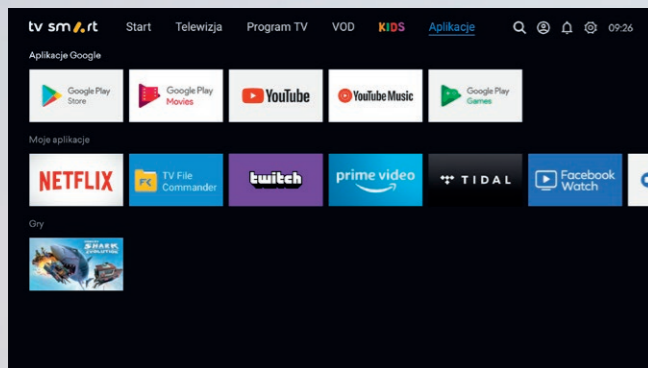 tv smart Start Telewizja Program TV VOD KIDS Aplikacje 09:26
Aplikacje Google
Google Play Store
Google Play Movies
YouTube
YouTube Music
Google Play Games
Moje aplikacje
NETFLIX
TV File Commander
twitch
prime video
TIDAL
Facebook Watch
Gry
SHARK
EVOLUTION